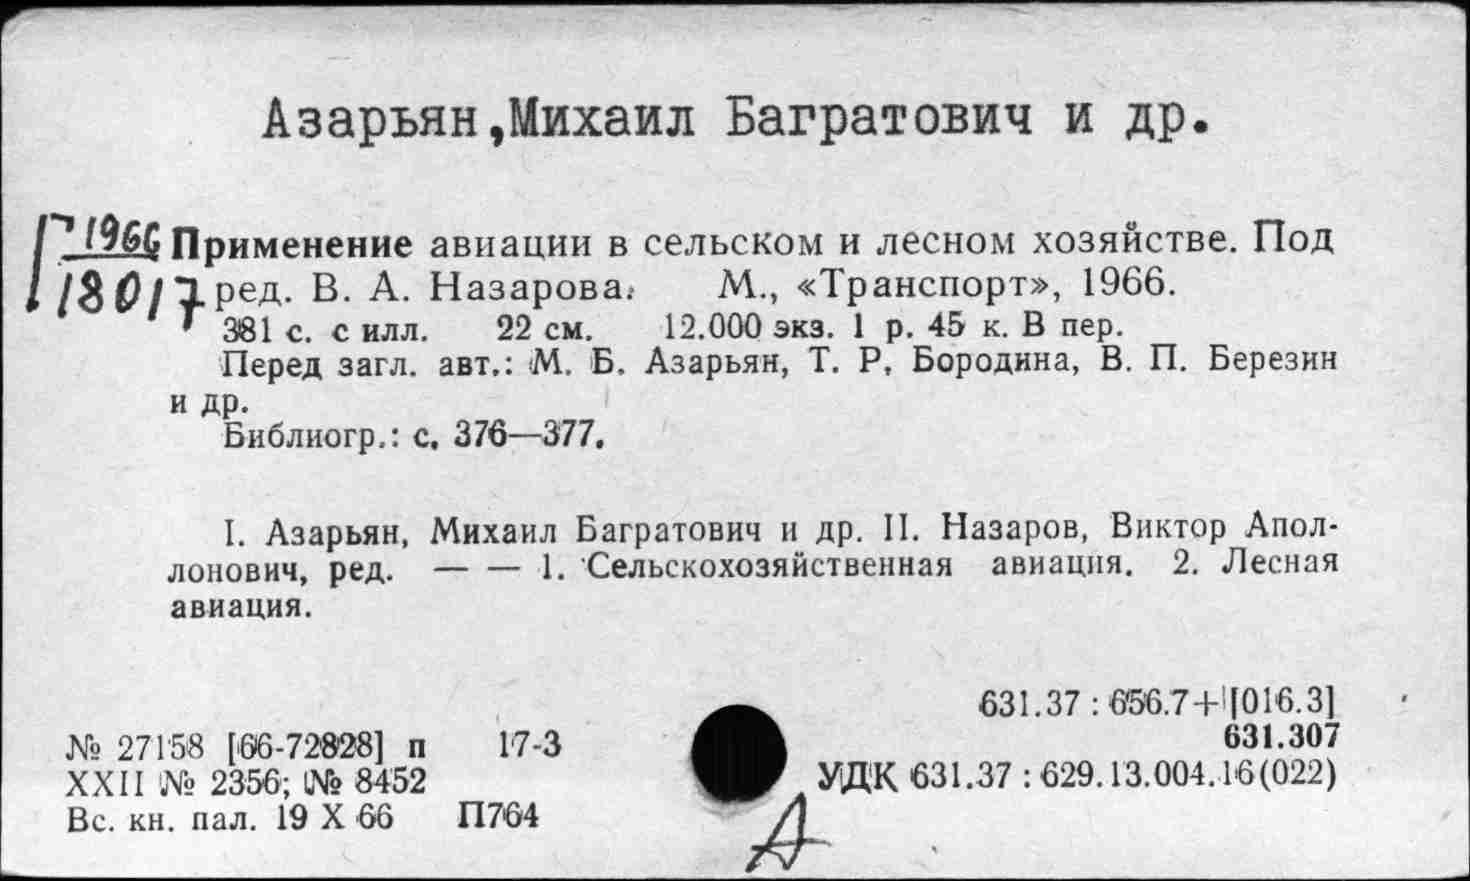 Азарьян,Михаил Багратович и др.
Г 1966
18017
Применение авиации в сельском и лесном хозяйстве. Под
ред. В. А. Назарова. М., «Транспорт», 1966.
381 с. с илл. 22 см. 12.000 экз. 1 р. 45 к. В пер.
Перед загл. авт.: М. Б. Азарьян, Т. Р. Бородина, В. П. Березин
и др.
Библиогр.: с. 376—377.
I. Азарьян, Михаил Багратович и др. II. Назаров, Виктор Апол-
лонович, ред. — — 1. Сельскохозяйственная авиация. 2. Лесная
авиация.
631.37 : 656.7+[016.3]
631.307
№ 27158 [66-72828] п 17-3
XXII № 2356; № 8452
УДК 631.37 : 629.13.004.16(022)
Вс. кн. пал. 19 X 66 П764
А